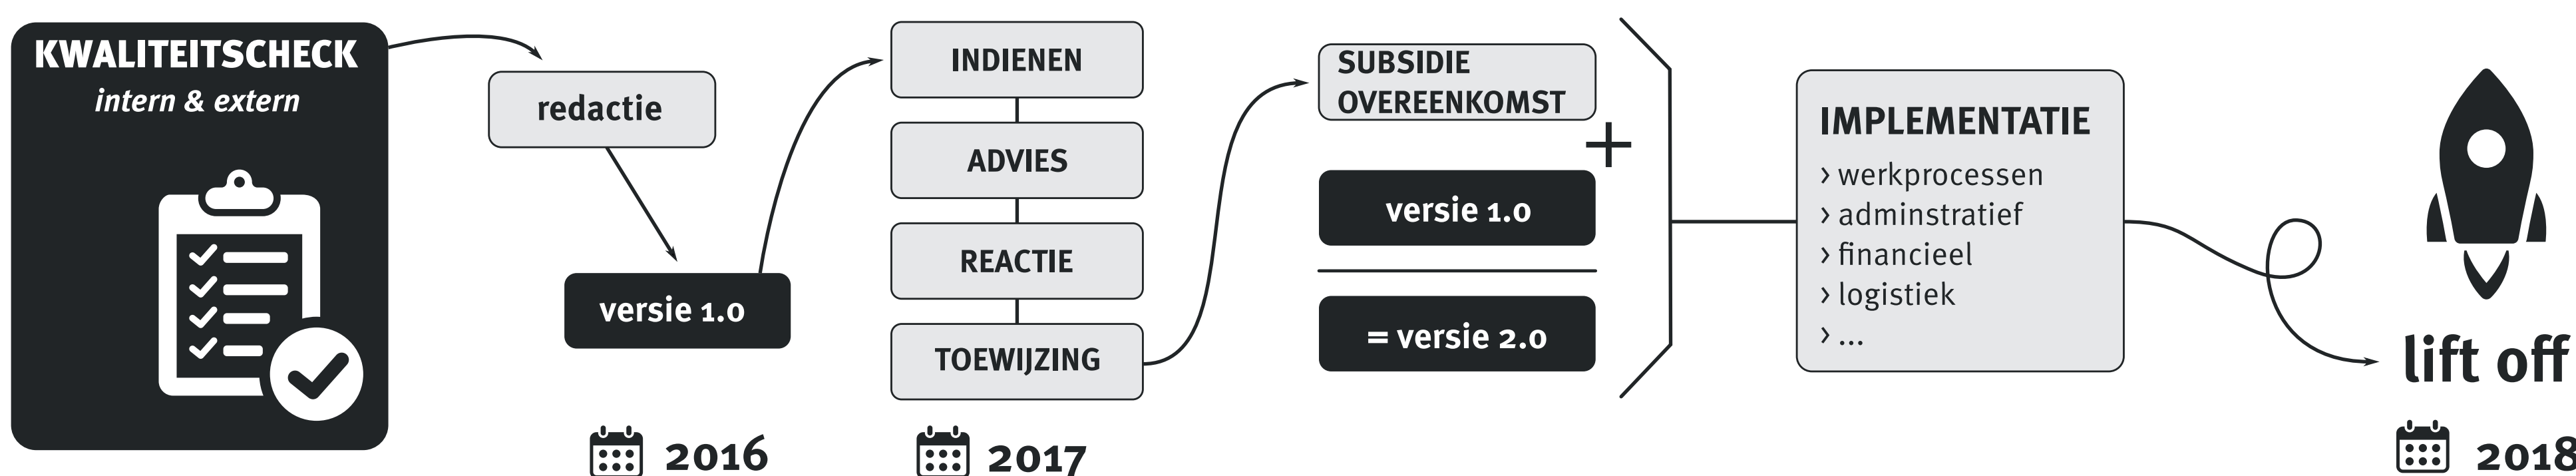 KWALITEITSCHECK
intern & extern
redactie
versie 1.0
2016
INDIENEN
ADVIES
REACTIE
TOEWIJZING
2017
SUBSIDIE
OVEREENKOMST
+
versie 1.0
= versie 2.0
IMPLEMENTATIE
› werkprocessen
› adminstratief
› financieel
› logistiek
› ...
lift off
2018